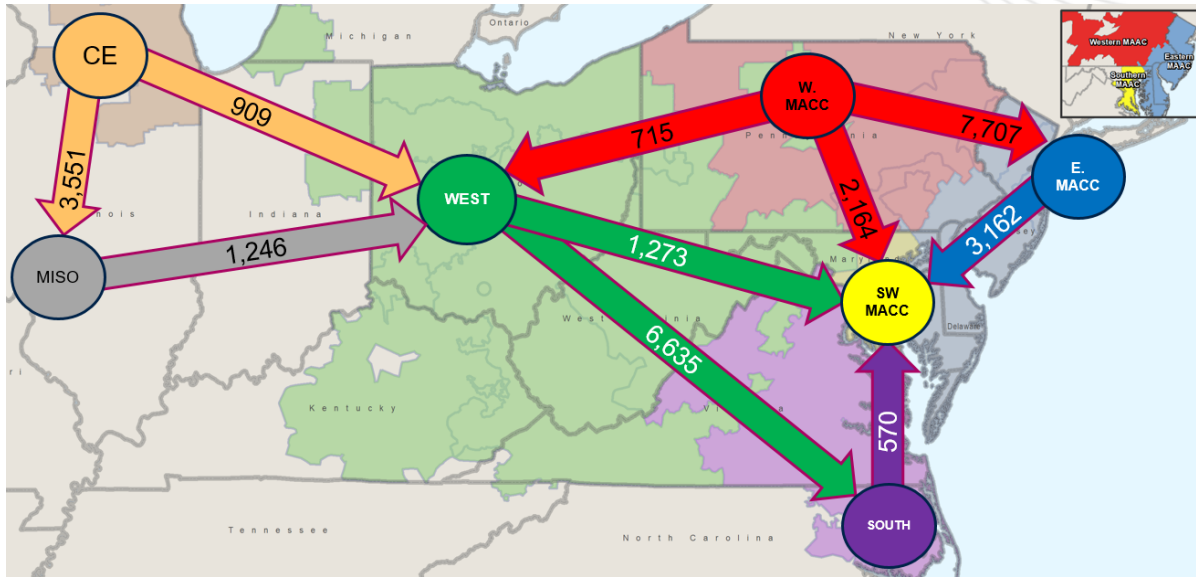 Ontario
Michigan
New York
Western MAAC
Eastern
MAAC
Southern
MAAC
CE
909
3,551
W.
MACC
715
7,707
2,164
E.
MACC
3,162
WEST
Indiana
MISO
1,246
1,273
Maryland
SW
MACC
Delaware
6,635
Kentucky
570
SOUTH
Tennessee
North Carolina